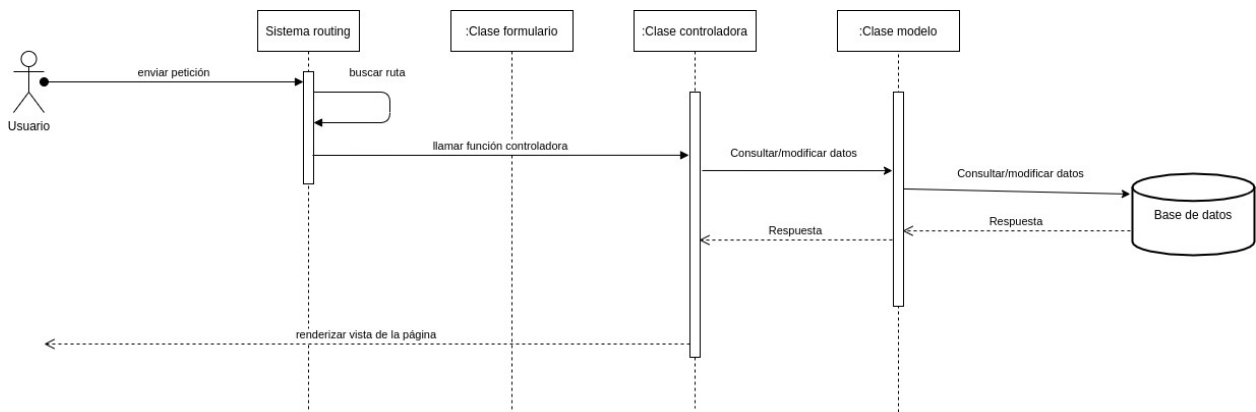 Sistema routing
:Clase formulario
:Clase controladora
:Clase modelo
enviar petición
buscar ruta
Usuario
llamar función controladora
Consultar/modificar datos
Consultar/modificar datos
Base de datos
Respuesta
Respuesta
renderizar vista de la página